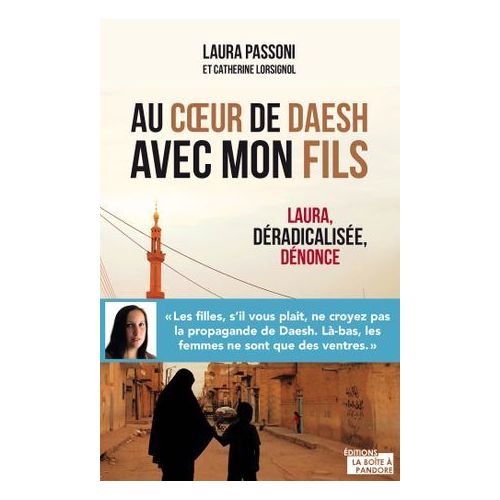 LAURA PASSONI
ET CATHERINE LORSIGNOL
AU CŒUR DE DAESH
AVEC MON FILS
LAURA,
DÉRADICALISÉE,
DÉNONCE
« Les filles, s'il vous plait, ne croyez pas
la propagande de Daesh. Là-bas, les
femmes ne sont que des ventres. »
ÉDITIONS
LA BOÎTE À
PANDORE